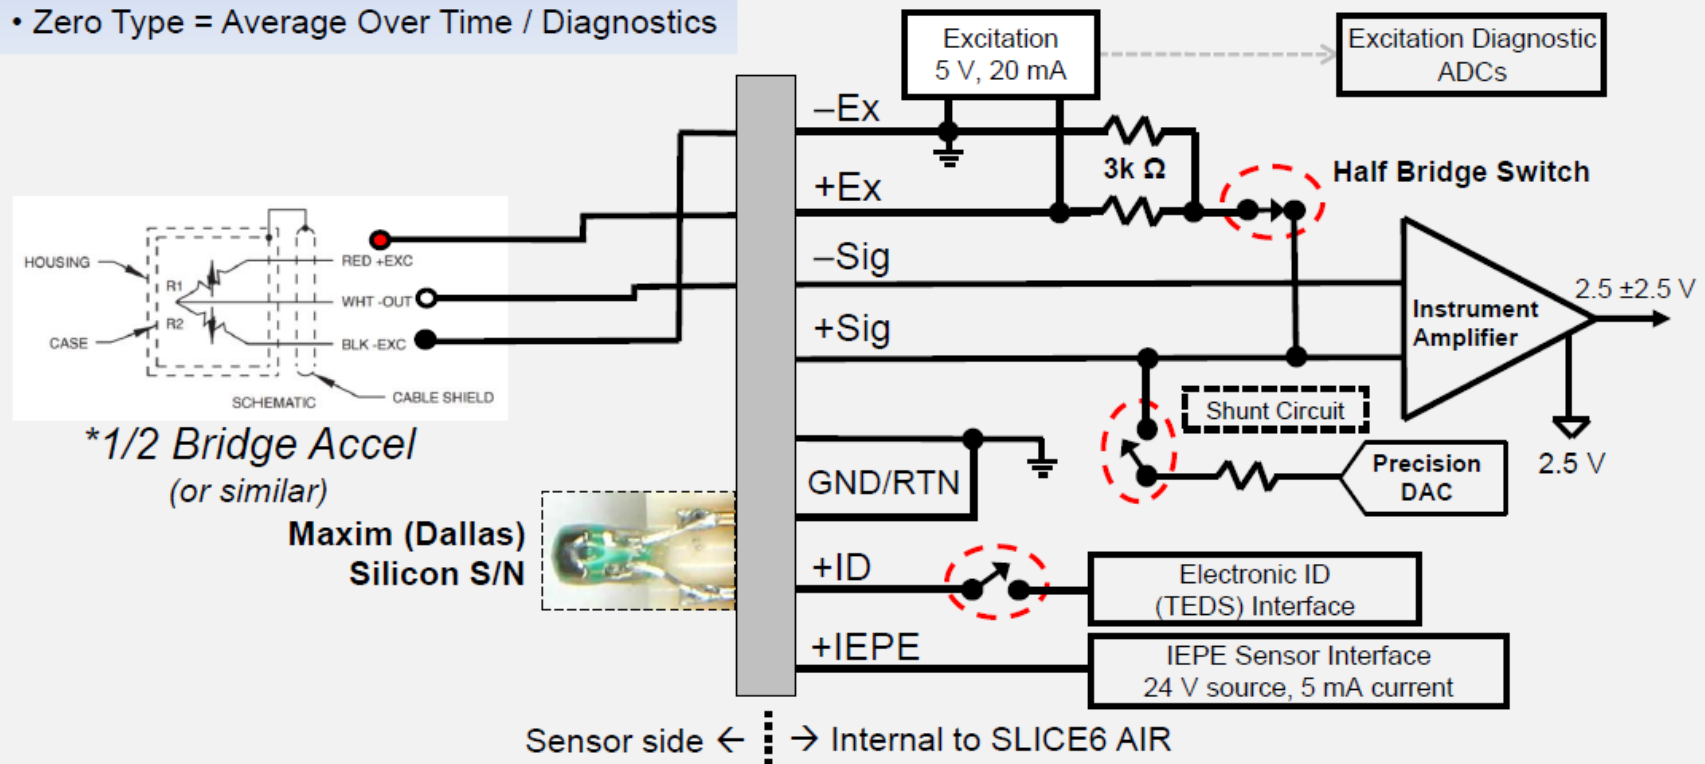 • Zero Type = Average Over Time / Diagnostics
Excitation
5 V, 20 mA
Excitation Diagnostic
ADCs
–Ex
3k Ω
+Ex
Half Bridge Switch
–Sig
+Sig
Instrument
Amplifier
2.5 ±2.5 V
2.5 V
HOUSING
CASE
R1
R2
RED +EXC
WHT -OUT
BLK -EXC
SCHEMATIC
CABLE SHIELD
*1/2 Bridge Accel
(or similar)
Shunt Circuit
Precision
DAC
GND/RTN
Maxim (Dallas)
Silicon S/N
+ID
Electronic ID
(TEDS) Interface
+IEPE
IEPE Sensor Interface
24 V source, 5 mA current
Sensor side ← → Internal to SLICE6 AIR